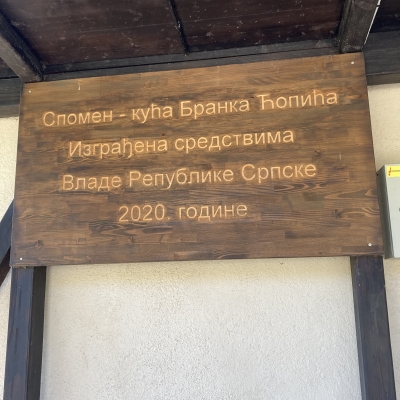 Спомен - кућа Бранка Ћопића
Изграђена средствима
Владе Републике Српске
2020. године